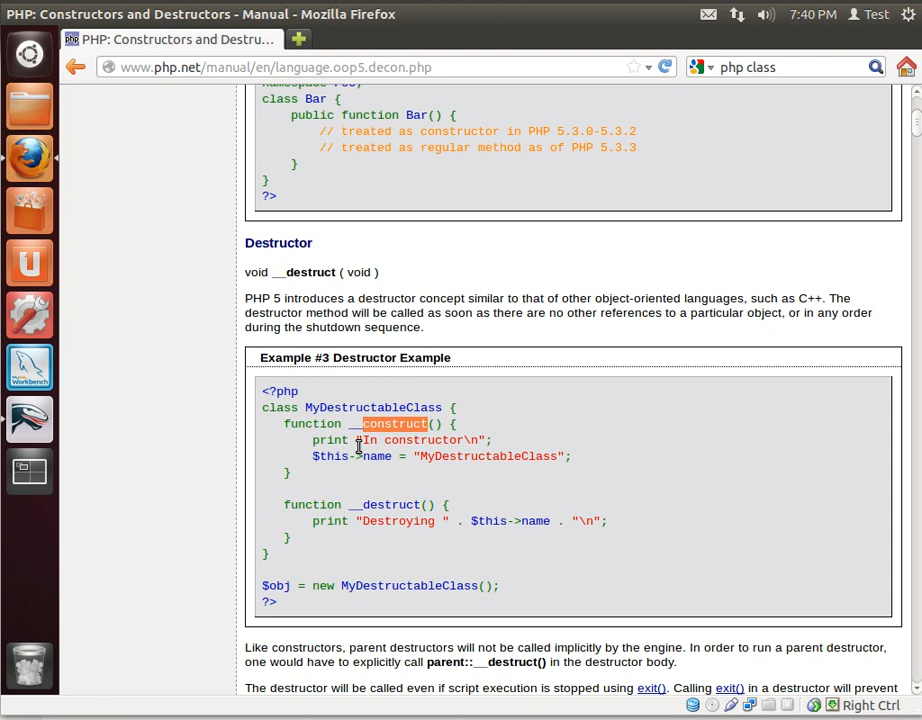 PHP: Constructors and Destructors - Manual - Mozilla Firefox
7:40 PM
Test
PHP: Constructors and Destru...
www.php.net/manual/en/language.oop5.decon.php
php class
class Bar {
public function Bar() {
// treated as constructor in PHP 5.3.0-5.3.2
// treated as regular method as of PHP 5.3.3
}
}
?>
Destructor
void __destruct ( void )
PHP 5 introduces a destructor concept similar to that of other object-oriented languages, such as C++. The
destructor method will be called as soon as there are no other references to a particular object, or in any order
during the shutdown sequence.
Example #3 Destructor Example
<?php
class MyDestructableClass {
function __construct() {
print "In constructor\n";
$this->name = "MyDestructableClass";
}
function __destruct() {
print "Destroying " . $this->name . "\n";
}
}
$obj = new MyDestructableClass();
?>
Like constructors, parent destructors will not be called implicitly by the engine. In order to run a parent destructor,
one would have to explicitly call parent::__destruct() in the destructor body.
The destructor will be called even if script execution is stopped using exit(). Calling exit() in a destructor will prevent
Workbench
Right Ctrl